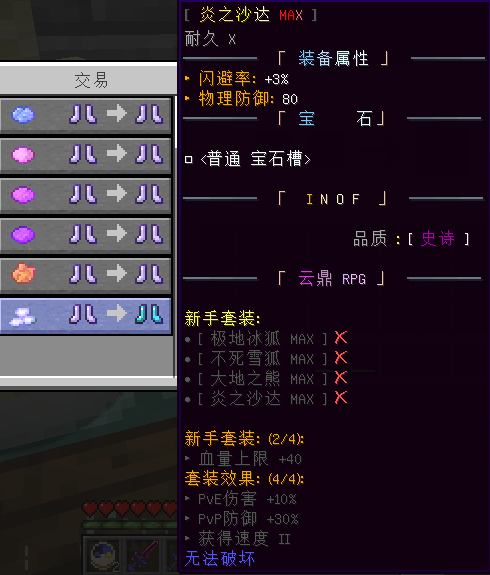 交易
[ 炎之沙达 MAX ]
耐久 X
「 装备属性 」
▸ 闪避率: +3%
▸ 物理防御: 80
「 宝 石 」
□ <普通 宝石槽>
「 INOF 」
品质 :[ 史诗 ]
「 云鼎 RPG 」
新手套装:
● [ 极地冰狐 MAX ] ✗
● [ 不死雪狐 MAX ] ✗
● [ 大地之熊 MAX ] ✗
● [ 炎之沙达 MAX ] ✗
新手套装: (2/4):
▸ 血量上限 +40
套装效果: (4/4):
▸ PvE伤害 +10%
▸ PvP防御 +30%
▸ 获得速度 II
无法破坏
2